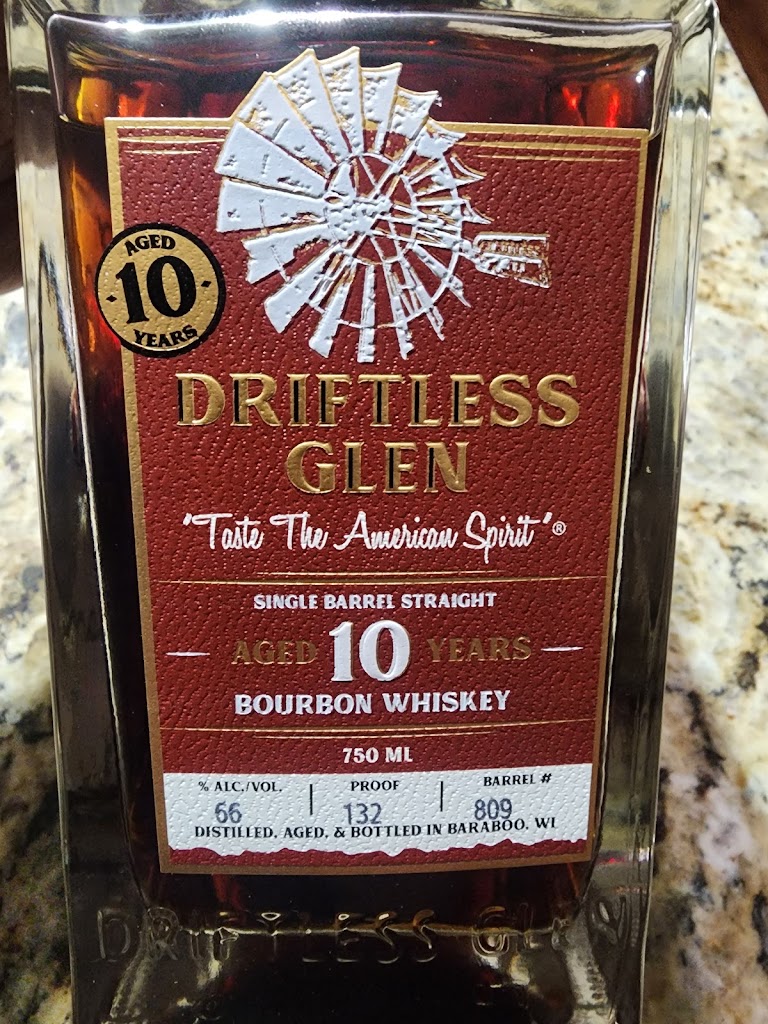 AGED
10
YEARS
DRIFTLESS
GLEN
"Taste The American Spirit"®
SINGLE BARREL STRAIGHT
AGED 10 YEARS
BOURBON WHISKEY
750 ML
% ALC./VOL. PROOF BARREL #
66 132 809
DISTILLED, AGED, & BOTTLED IN BARABOO, WI
DRIFTLESS GLEN